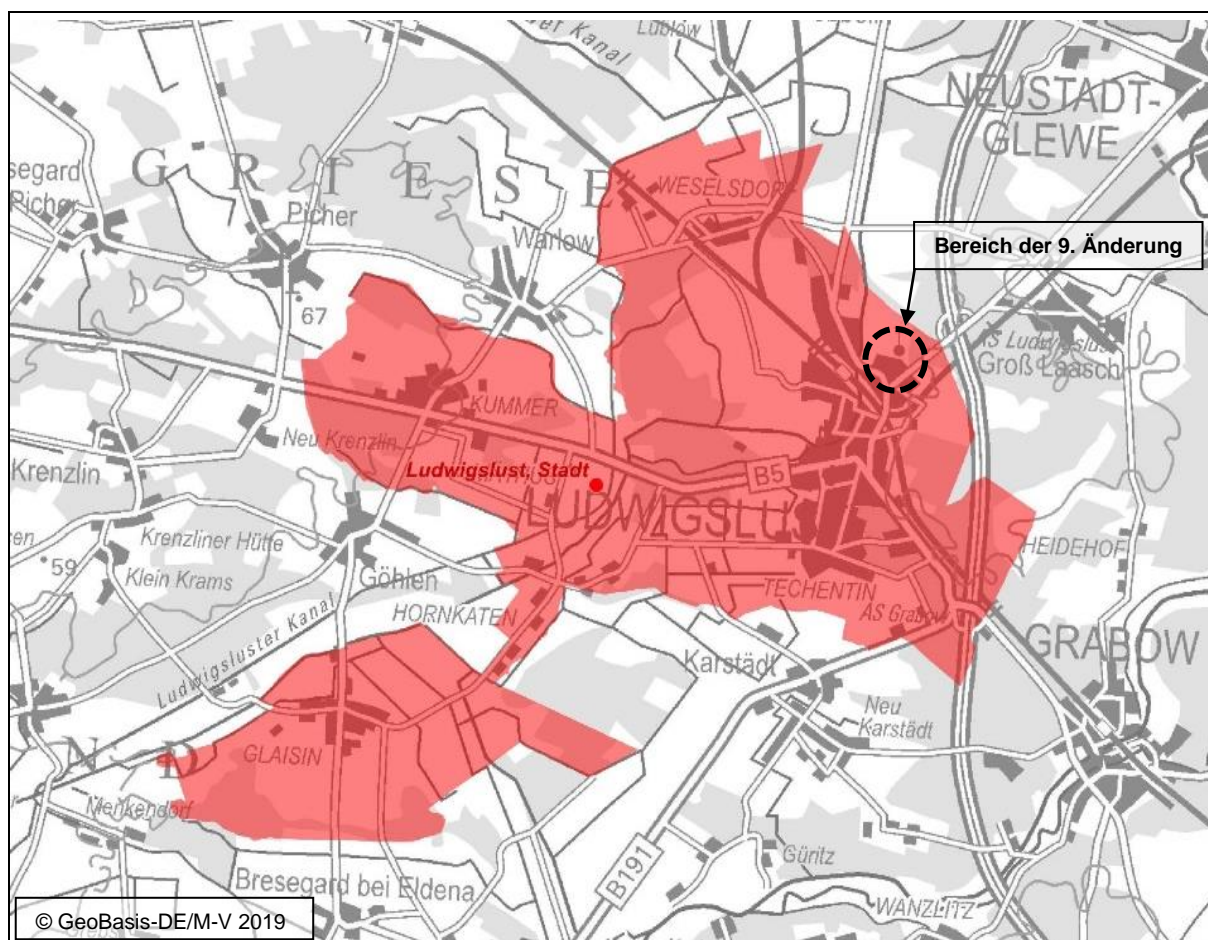 Lublow
Kanal
NEUSTADT-
GLEWE
segard
Picher
G R I E S E
WESELSDORF
Picher
Warlow
Bereich der 9. Änderung
67
AS Ludwigslust
Groß Laasch
KUMMER
Neu Krenzlin
Krenzlin
Ludwigslust, Stadt
B5
LUDWIGSLU
Krenzliner Hütte
HEIDEHOF
59
Klein Krams
Göhlen
TECHENTIN
HORNKATEN
AS Grabow
GRABOW
Ludwigsluster Kanal
Karstädt
Neu
Karstädt
N D
GLAISIN
Menkendorf
Güritz
B191
Bresegard bei Eldena
WANZLITZ
© GeoBasis-DE/M-V 2019